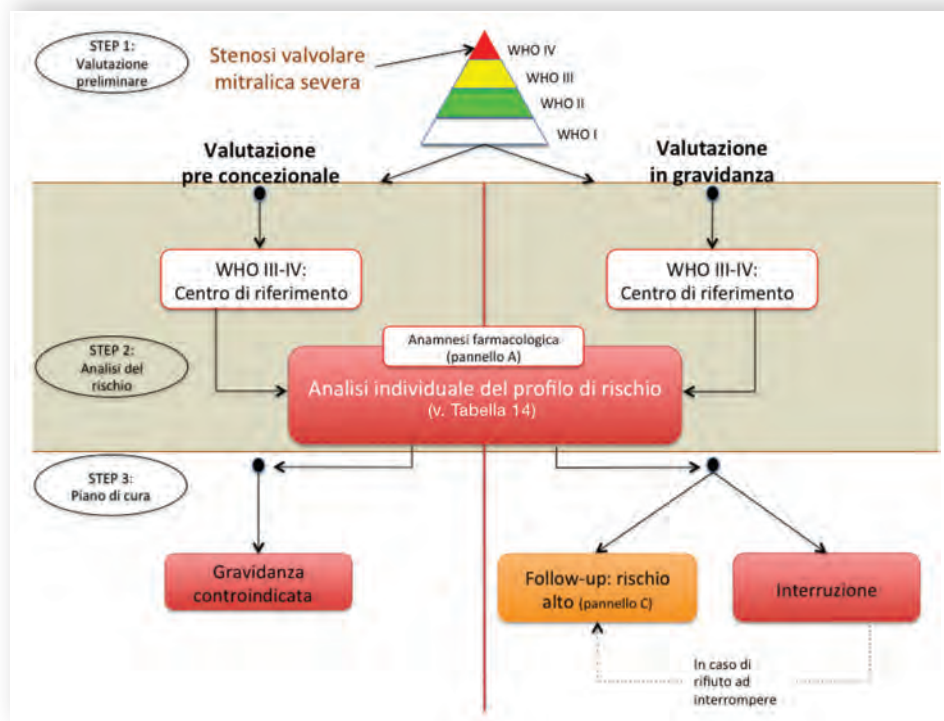 STEP 1:
Valutazione
preliminare
Stenosi valvolare
mitralica severa
WHO IV
WHO III
WHO II
WHO I
Valutazione
pre concezionale
Valutazione
in gravidanza
WHO III-IV:
Centro di riferimento
WHO III-IV:
Centro di riferimento
STEP 2:
Analisi del
rischio
Anamnesi farmacologica
(pannello A)
Analisi individuale del profilo di rischio
(v. Tabella 14)
STEP 3:
Piano di cura
Gravidanza
controindicata
Follow-up: rischio
alto (pannello C)
Interruzione
In caso di
rifiuto ad
interrompere